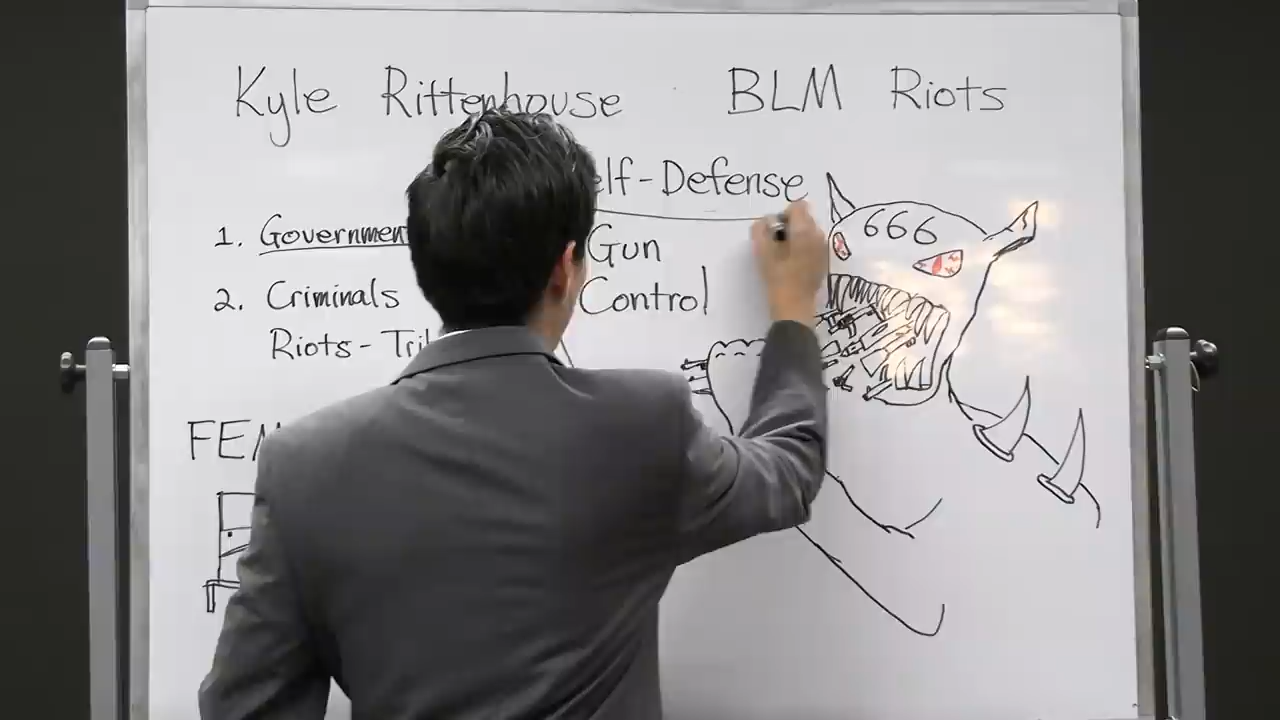 Kyle Rittenhouse BLM Riots
elf-Defense
1. Governmen
2. Criminals
Riots - Tri
Gun
Control
FEM
666